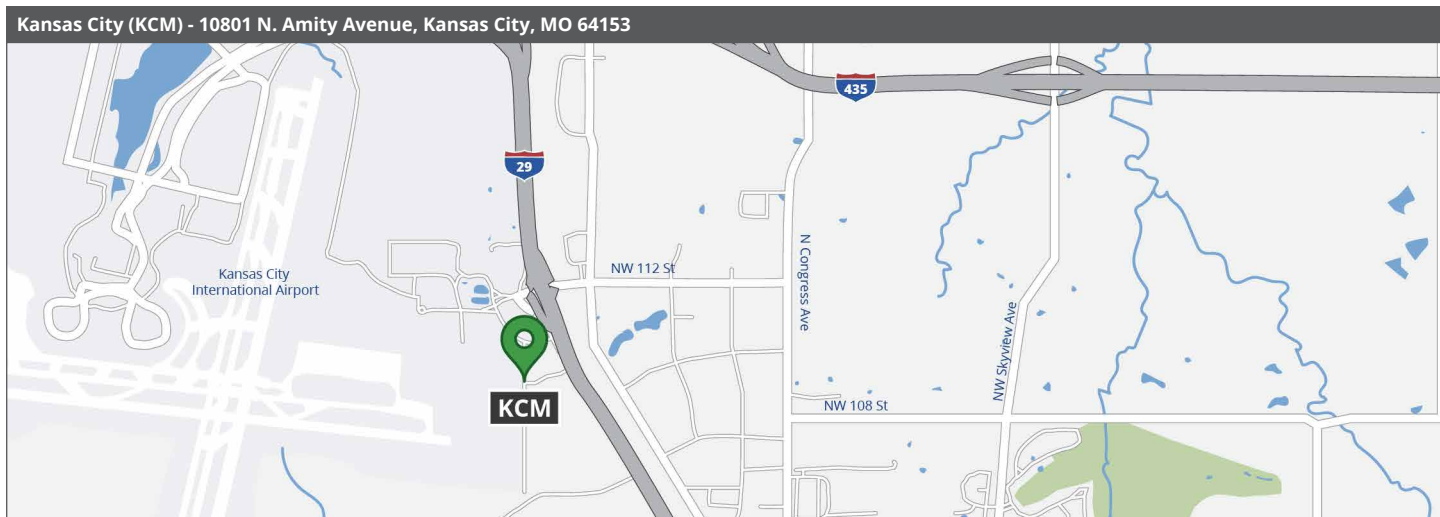 Kansas City (KCM) - 10801 N. Amity Avenue, Kansas City, MO 64153
435
29
NW 112 St
N Congress Ave
Kansas City
International Airport
NW Skyview Ave
KCM
NW 108 St